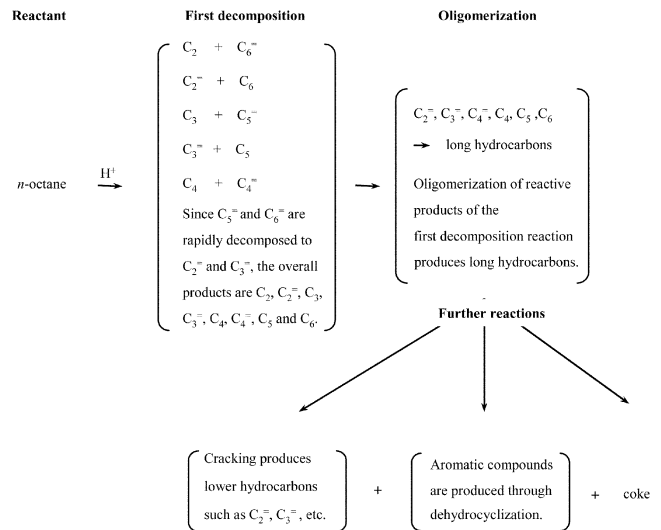 Reactant First decomposition Oligomerization
C₂ + C₆⁼
C₂⁼ + C₆
C₃ + C₅⁼
C₃⁼ + C₅
C₄ + C₄⁼
n-octane H⁺
Since C₅⁼ and C₆⁼ are
rapidly decomposed to
C₂⁼ and C₃⁼, the overall
products are C₂, C₂⁼, C₃,
C₃⁼, C₄, C₄⁼, C₅ and C₆.
C₂⁼, C₃⁼, C₄⁼, C₄, C₅ ,C₆
→ long hydrocarbons
Oligomerization of reactive
products of the
first decomposition reaction
produces long hydrocarbons.
Further reactions
Cracking produces
lower hydrocarbons
such as C₂⁼, C₃⁼ , etc.
+
Aromatic compounds
are produced through
dehydrocyclization.
+ coke